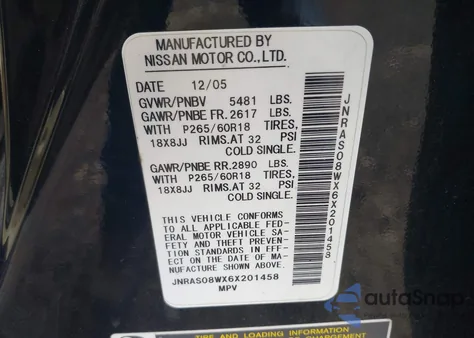 MANUFACTURED BY
NISSAN MOTOR CO.,LTD.
DATE 12/05
GVWR/PNBV 5481 LBS.
GAWR/PNBE FR.2617 LBS.
WITH P265/60R18 TIRES,
18X8JJ RIMS.AT 32 PSI
COLD SINGLE.
GAWR/PNBE RR.2890 LBS.
WITH P265/60R18 TIRES,
18X8JJ RIMS.AT 32 PSI
COLD SINGLE.
THIS VEHICLE CONFORMS
TO ALL APPLICABLE FED-
ERAL MOTOR VEHICLE SA-
FETY AND THEFT PREVEN-
TION STANDARDS IN EFF-
ECT ON THE DATE OF MA-
NUFACTURE SHOWN ABOVE.
JNRAS08WX6X201458
MPV
JNRAS08WX6X201458
autoSnap
TIRE AND LOADING